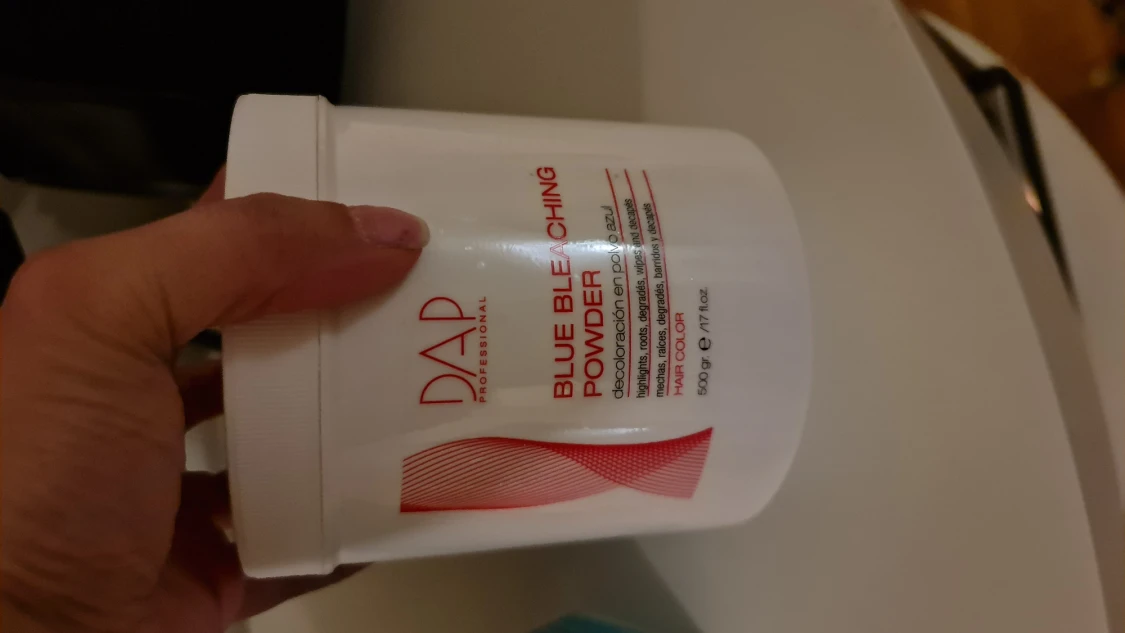 DAP
PROFESSIONAL
BLUE BLEACHING
POWDER
decoloración en polvo azul
highlights, roots, degradés, wipes and decapés
mechas, raices, degradés, barridos y decapés
HAIR COLOR
500 gr. e /17 fl.oz.